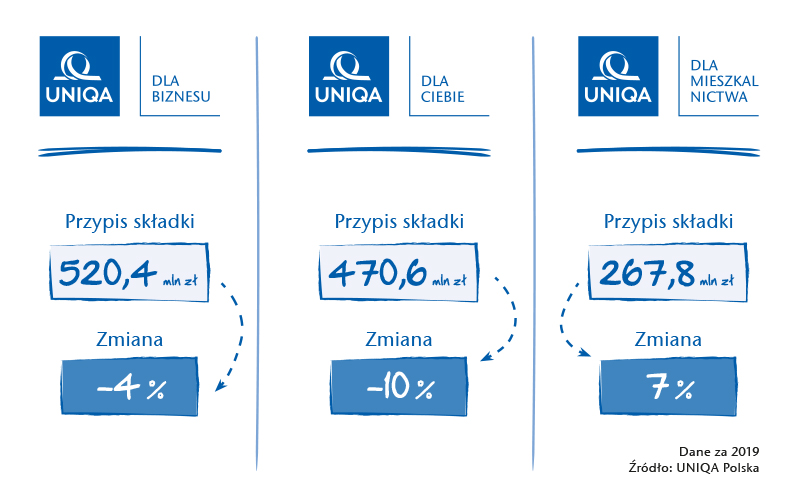 UNIQA
DLA
BIZNESU
Przypis składki
520,4 mln zł
Zmiana
–4 %
UNIQA
DLA
CIEBIE
Przypis składki
470,6 mln zł
Zmiana
–10 %
UNIQA
DLA
MIESZKAL
NICTWA
Przypis składki
267,8 mln zł
Zmiana
7 %
Dane za 2019
Źródło: UNIQA Polska